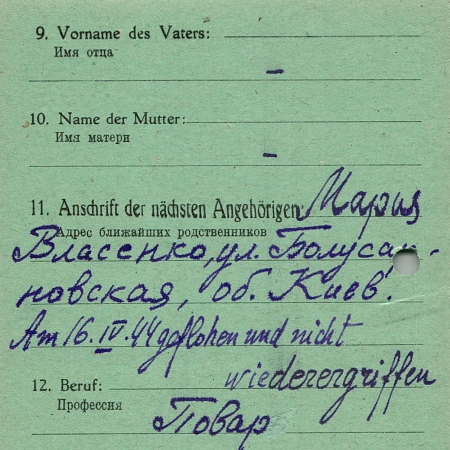 9. Vorname des Vaters:
Имя отца
–
10. Name der Mutter:
Имя матери
–
11. Anschrift der nächsten Angehörigen: Мария
Адрес ближайших родственников
Власенко, ул.
новская, об. Киев.
Am 16.IV.44 geflohen und nicht
wiederergriffen
12. Beruf:
Профессия
Повар